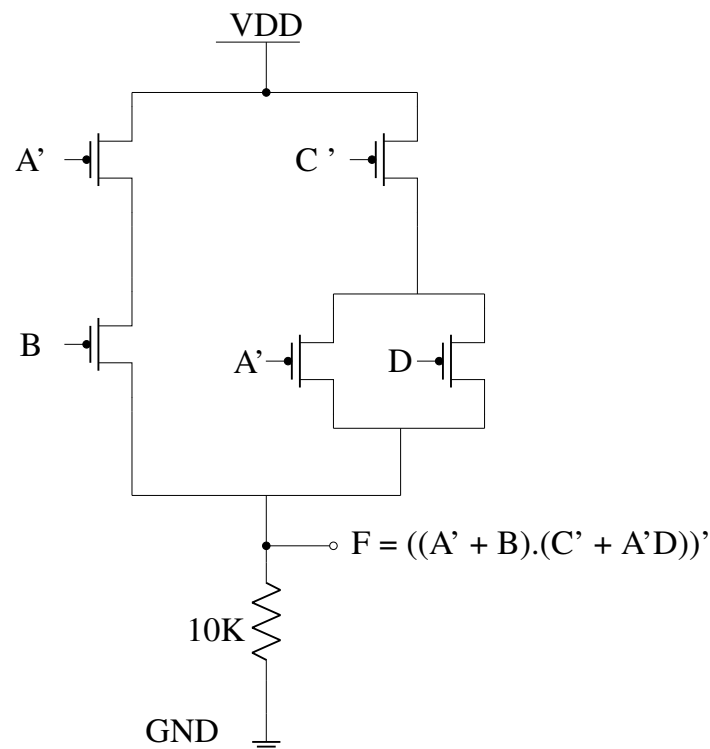 VDD
A’
C ’
B
A’
D
F = ((A’ + B).(C’ + A’D))’
10K
GND